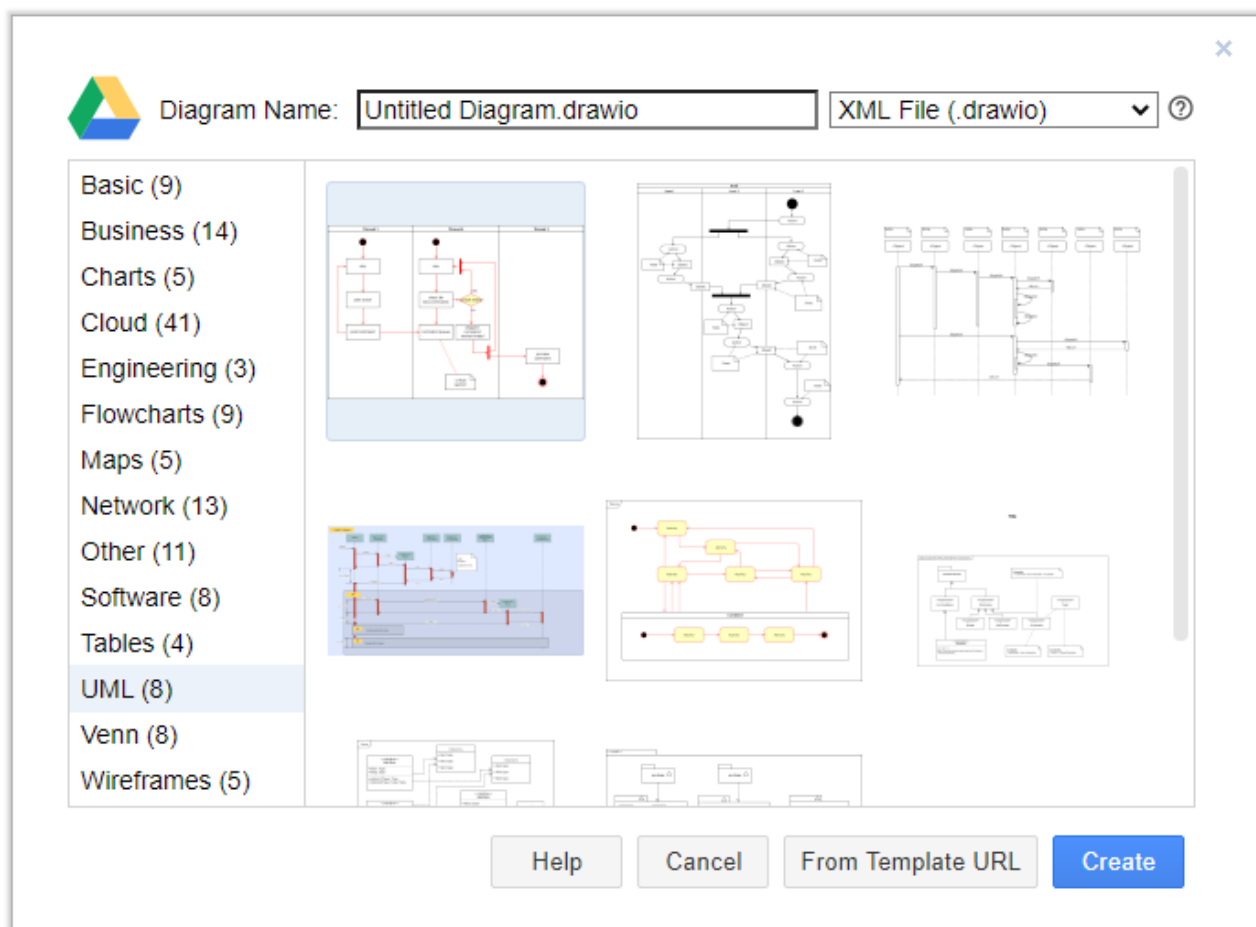 ×
Diagram Name: Untitled Diagram.drawio XML File (.drawio) ?
Basic (9)
Business (14)
Charts (5)
Cloud (41)
Engineering (3)
Flowcharts (9)
Maps (5)
Network (13)
Other (11)
Software (8)
Tables (4)
UML (8)
Venn (8)
Wireframes (5)
Help Cancel From Template URL Create